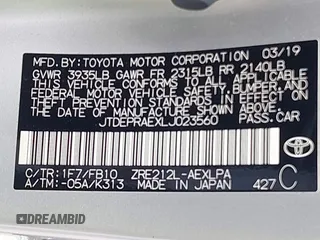 MFD. BY: TOYOTA MOTOR CORPORATION 03/19
GVWR 3935LB GAWR FR 2315LB RR 2140LB
THIS VEHICLE CONFORMS TO ALL APPLICABLE
FEDERAL MOTOR VEHICLE SAFETY AND
THEFT PREVENTION STANDARDS IN EFFECT ON
THE DATE OF MANUFACTURE SHOWN ABOVE.
JTDEPRAEXLJ023560 PASS.CAR
C/TR: 1F7/FB10 ZRE212L-AEXLPA
A/TM: -05A/K313 MADE IN JAPAN 427 C
TOYOTA
DREAMBID